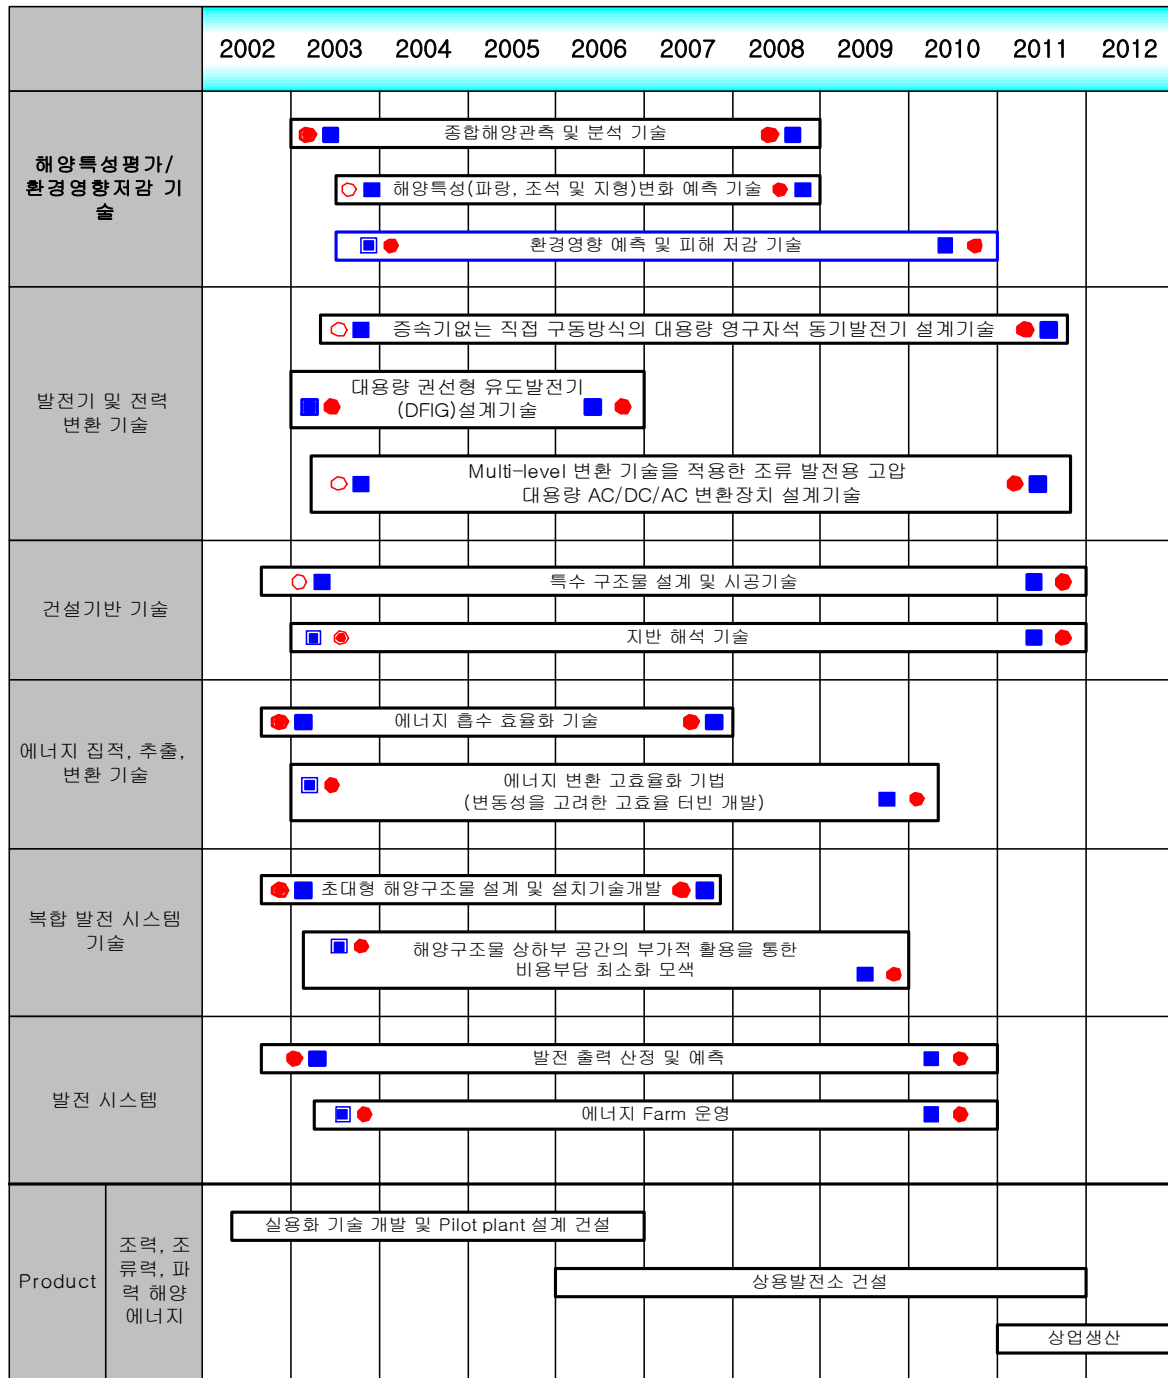 2002 2003 2004 2005 2006 2007 2008 2009 2010 2011 2012
해양특성평가/
환경영향저감 기
술
종합해양관측 및 분석 기술
해양특성(파랑, 조석 및 지형)변화 예측 기술
환경영향 예측 및 피해 저감 기술
발전기 및 전력
변환 기술
증속기없는 직접 구동방식의 대용량 영구자석 동기발전기 설계기술
대용량 권선형 유도발전기
(DFIG)설계기술
Multi-level 변환 기술을 적용한 조류 발전용 고압
대용량 AC/DC/AC 변환장치 설계기술
건설기반 기술
특수 구조물 설계 및 시공기술
지반 해석 기술
에너지 집적, 추출,
변환 기술
에너지 흡수 효율화 기술
에너지 변환 고효율화 기법
(변동성을 고려한 고효율 터빈 개발)
복합 발전 시스템
기술
초대형 해양구조물 설계 및 설치기술개발
해양구조물 상하부 공간의 부가적 활용을 통한
비용부담 최소화 모색
발전 시스템
발전 출력 산정 및 예측
에너지 Farm 운영
Product
조력, 조
류력, 파
력 해양
에너지
실용화 기술 개발 및 Pilot plant 설계 건설
상용발전소 건설
상업생산